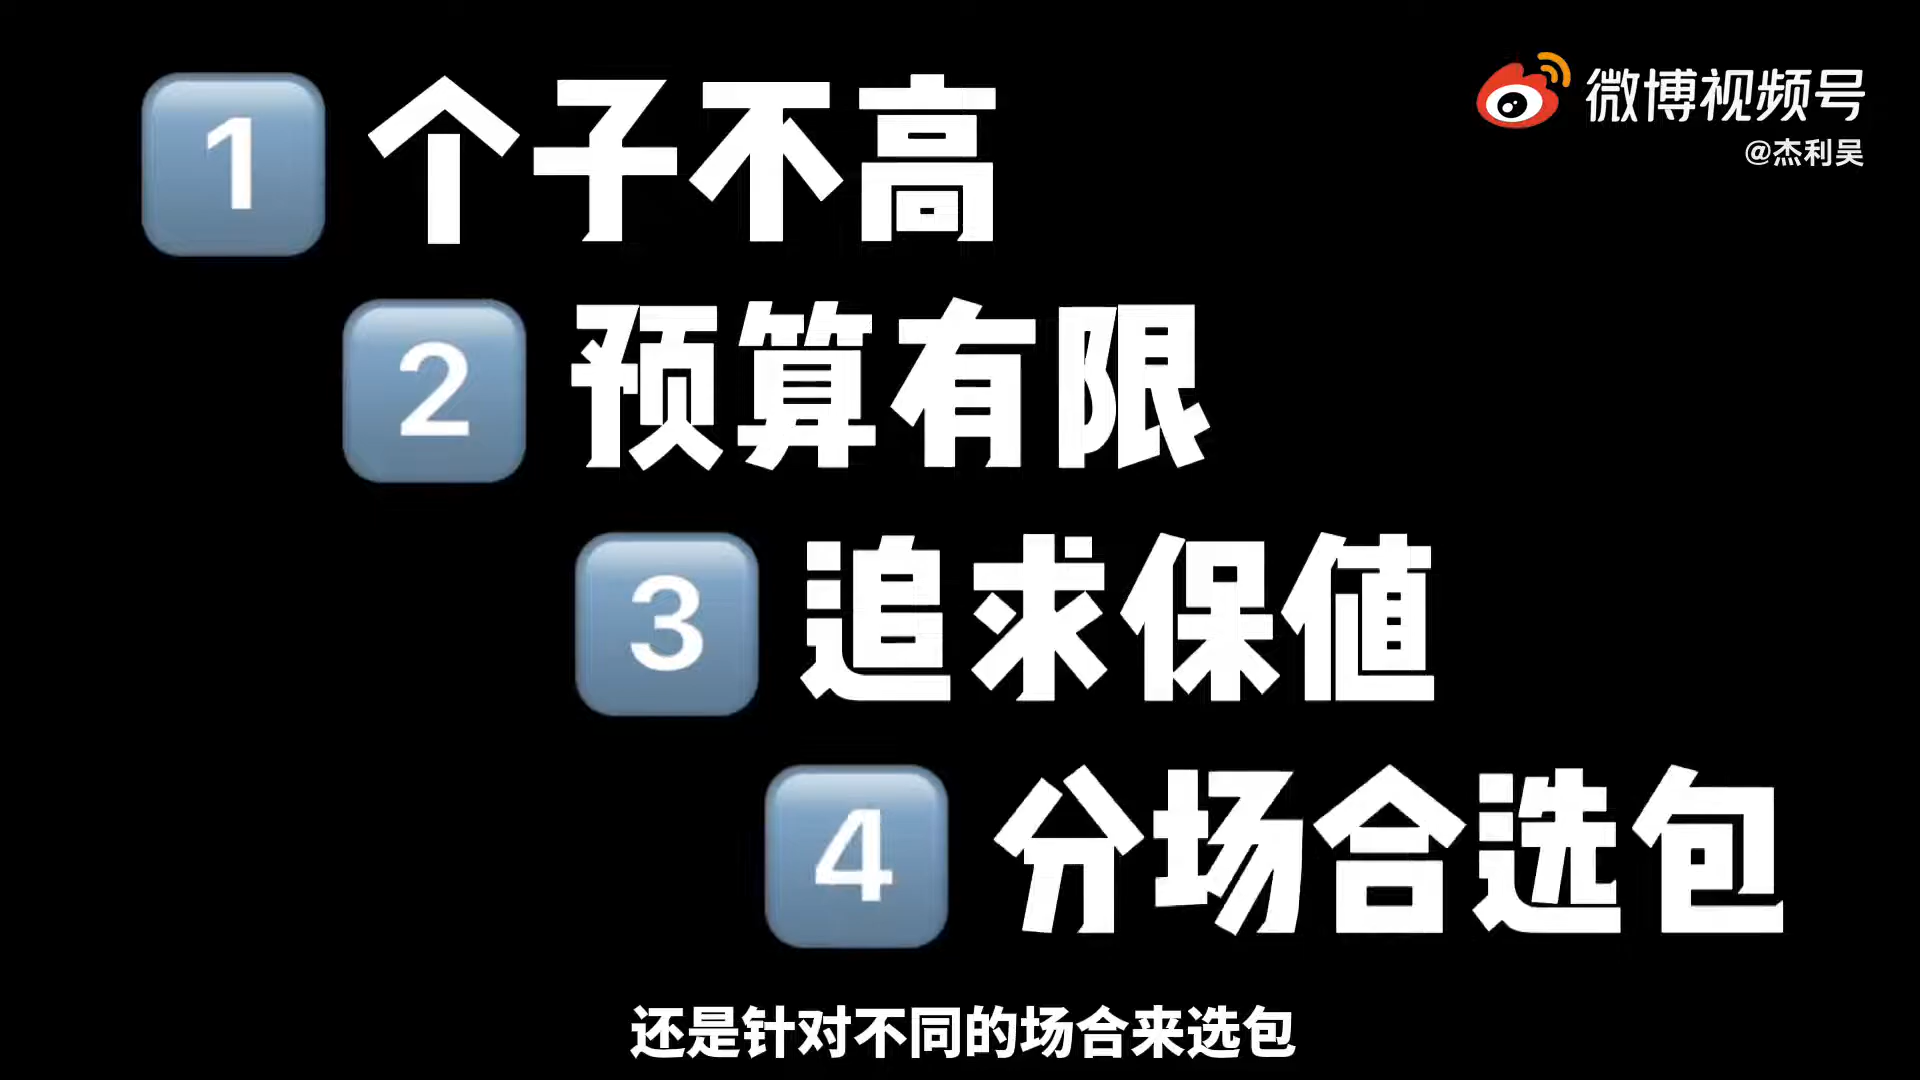 微博视频号
@杰利吴
1 个子不高
2 预算有限
3 追求保值
4 分场合选包
还是针对不同的场合来选包